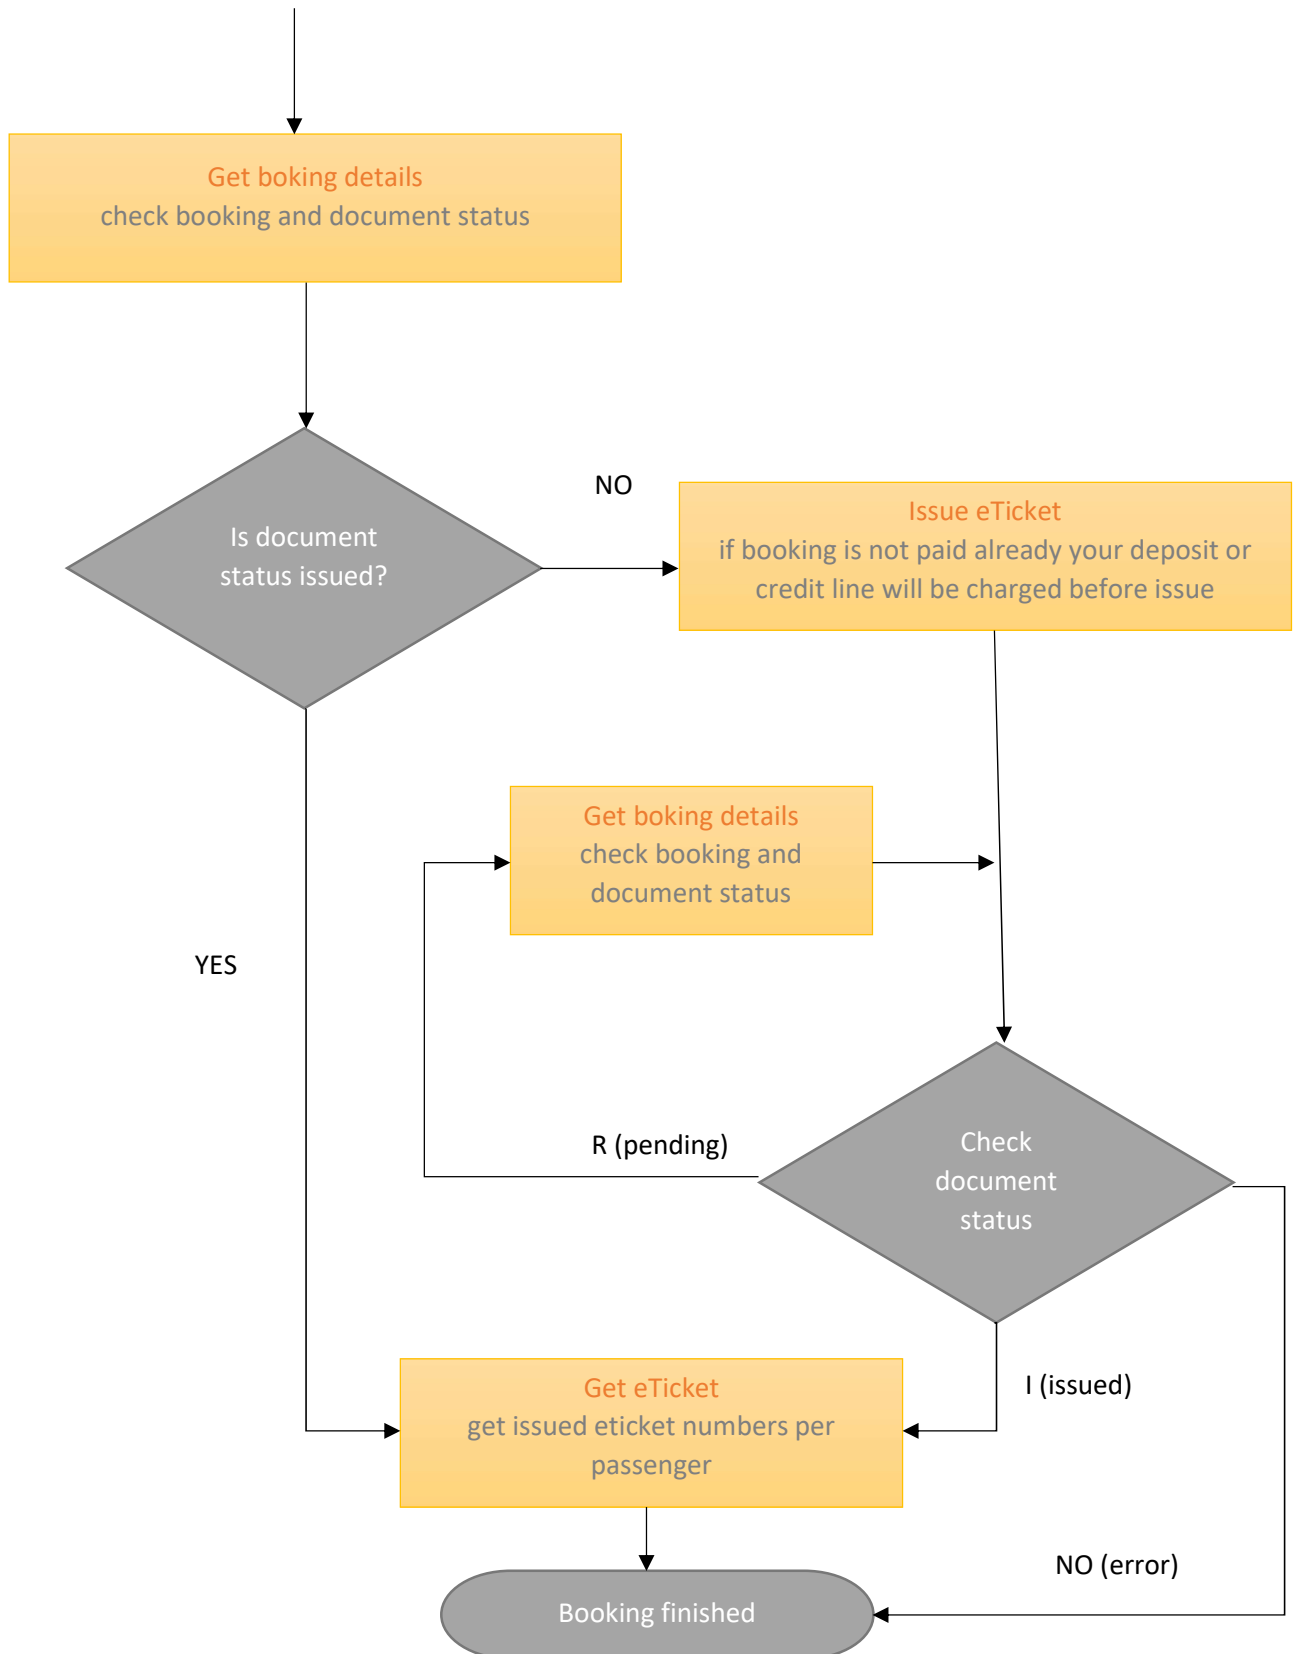 Get boking details
check booking and document status
NO
Is document
status issued?
Issue eTicket
if booking is not paid already your deposit or
credit line will be charged before issue
Get boking details
check booking and
document status
YES
R (pending)
Check
document
status
I (issued)
Get eTicket
get issued eticket numbers per
passenger
NO (error)
Booking finished